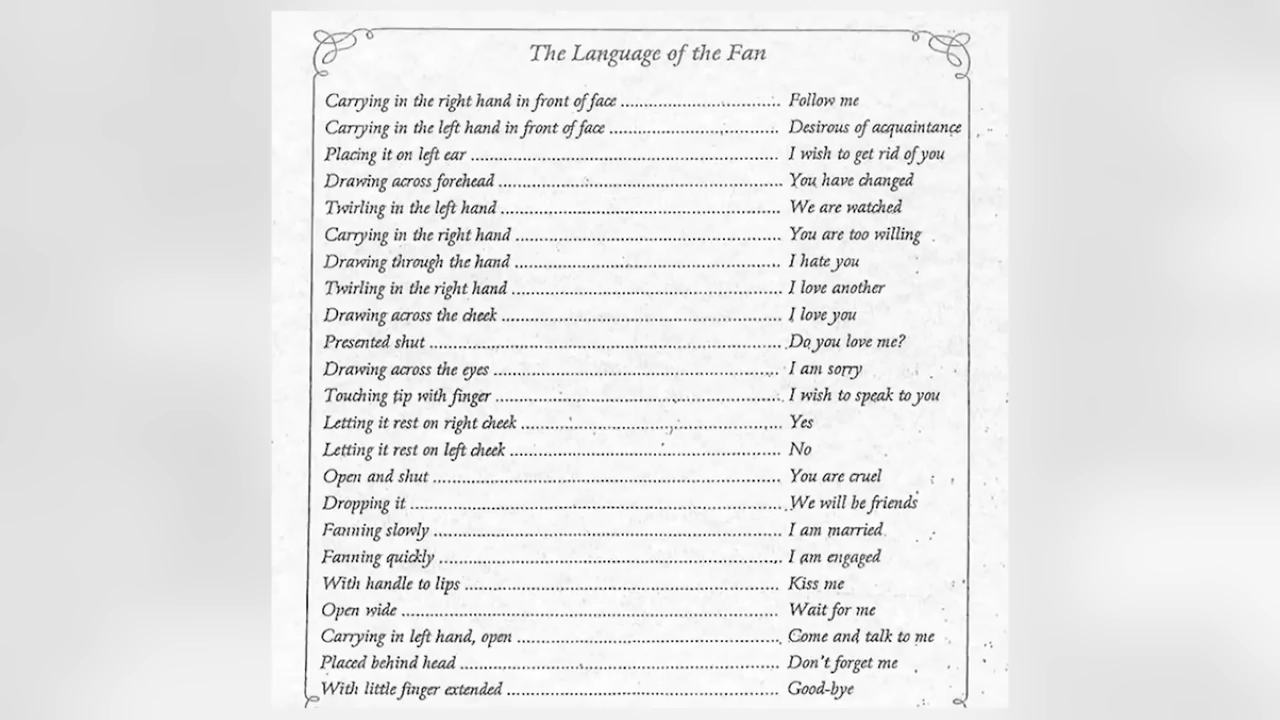 The Language of the Fan
Carrying in the right hand in front of face ........................................ Follow me
Carrying in the left hand in front of face ........................................ Desirous of acquaintance
Placing it on left ear ........................................ I wish to get rid of you
Drawing across forehead ........................................ You have changed
Twirling in the left hand ........................................ We are watched
Carrying in the right hand ........................................ You are too willing
Drawing through the hand ........................................ I hate you
Twirling in the right hand ........................................ I love another
Drawing across the cheek ........................................ I love you
Presented shut ........................................ Do you love me?
Drawing across the eyes ........................................ I am sorry
Touching tip with finger ........................................ I wish to speak to you
Letting it rest on right cheek ........................................ Yes
Letting it rest on left cheek ........................................ No
Open and shut ........................................ You are cruel
Dropping it ........................................ We will be friends
Fanning slowly ........................................ I am married
Fanning quickly ........................................ I am engaged
With handle to lips ........................................ Kiss me
Open wide ........................................ Wait for me
Carrying in left hand, open ........................................ Come and talk to me
Placed behind head ........................................ Don't forget me
With little finger extended ........................................ Good-bye